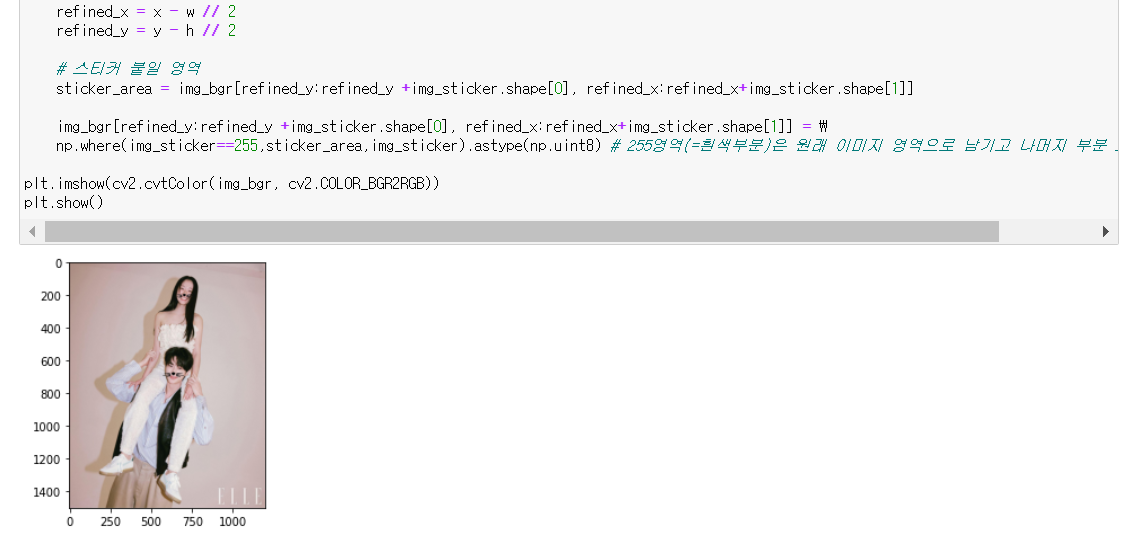 refined_x = x - w // 2
refined_y = y - h // 2
# 스티커 붙일 영역
sticker_area = img_bgr[refined_y:refined_y +img_sticker.shape[0], refined_x:refined_x+img_sticker.shape[1]]
img_bgr[refined_y:refined_y +img_sticker.shape[0], refined_x:refined_x+img_sticker.shape[1]] = ₩
np.where(img_sticker==255,sticker_area,img_sticker).astype(np.uint8) # 255영역(=흰색부분)은 원래 이미지 영역으로 남기고 나머지 부분
plt.imshow(cv2.cvtColor(img_bgr, cv2.COLOR_BGR2RGB))
plt.show()
0
200
400
600
800
1000
1200
1400
ELLE
0 250 500 750 1000